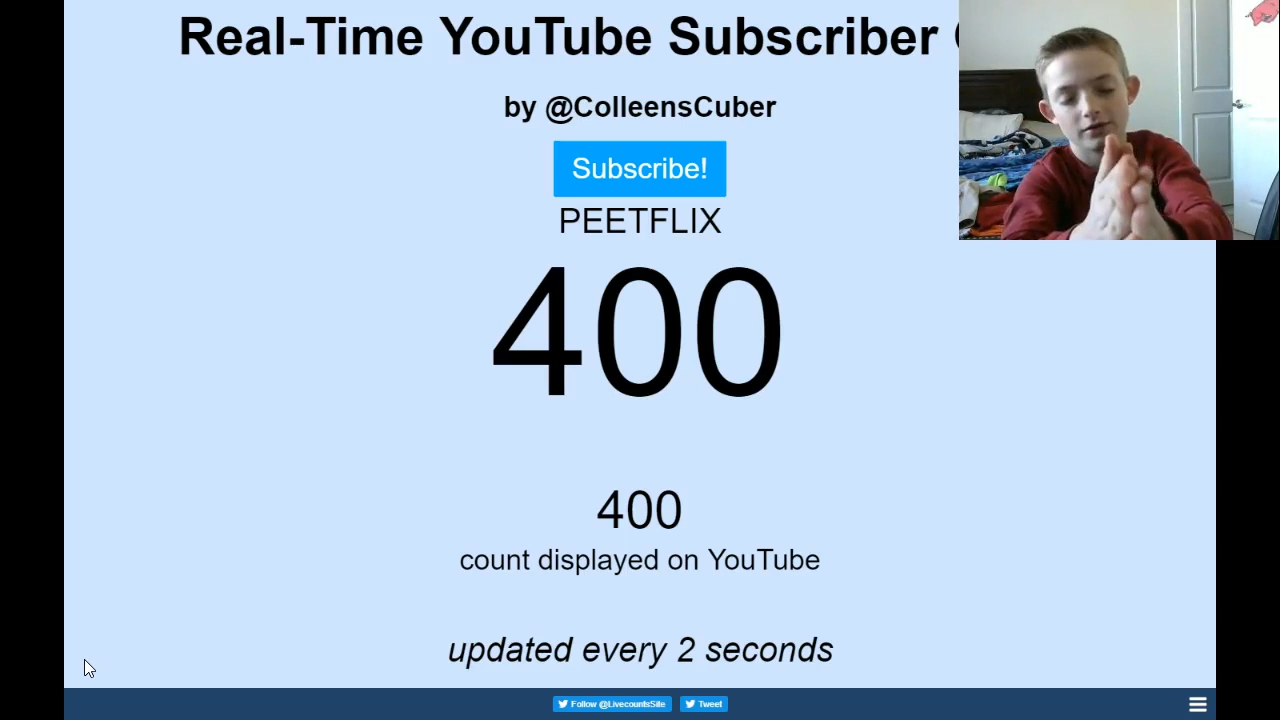 Real-Time YouTube Subscriber
by @ColleensCuber
Subscribe!
PEETFLIX
400
400
count displayed on YouTube
updated every 2 seconds
Follow @LivecountsSite
Tweet